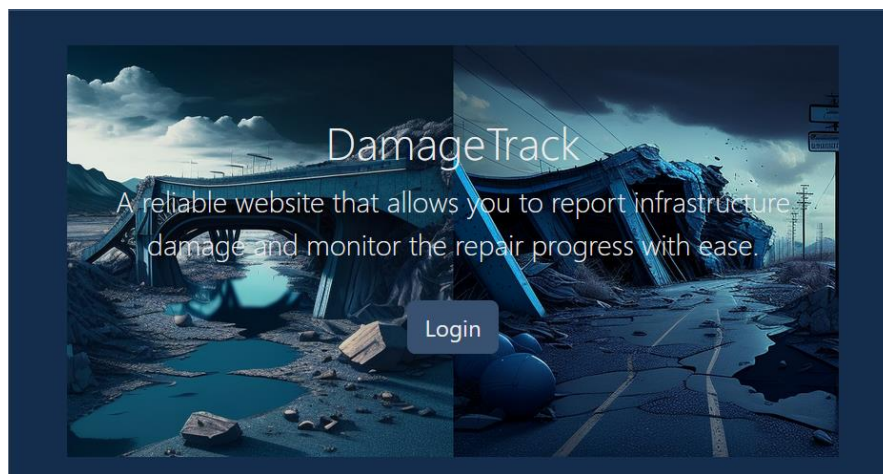 DamageTrack
A reliable website that allows you to report infrastructure
damage and monitor the repair progress with ease.
Login